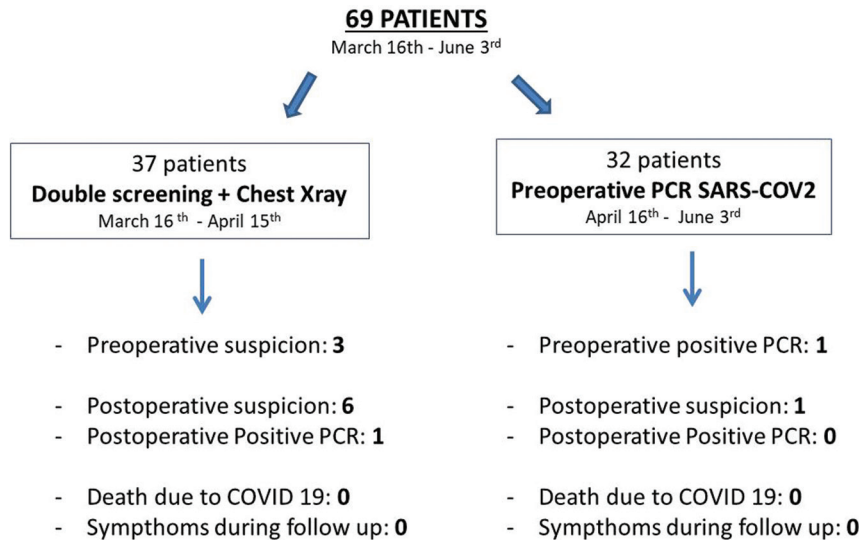 69 PATIENTS
March 16th - June 3rd
37 patients
Double screening + Chest Xray
March 16 th - April 15th
- Preoperative suspicion: 3
- Postoperative suspicion: 6
- Postoperative Positive PCR: 1
- Death due to COVID 19: 0
- Sympthoms during follow up: 0
32 patients
Preoperative PCR SARS-COV2
April 16th - June 3rd
- Preoperative positive PCR: 1
- Postoperative suspicion: 1
- Postoperative Positive PCR: 0
- Death due to COVID 19: 0
- Sympthoms during follow up: 0